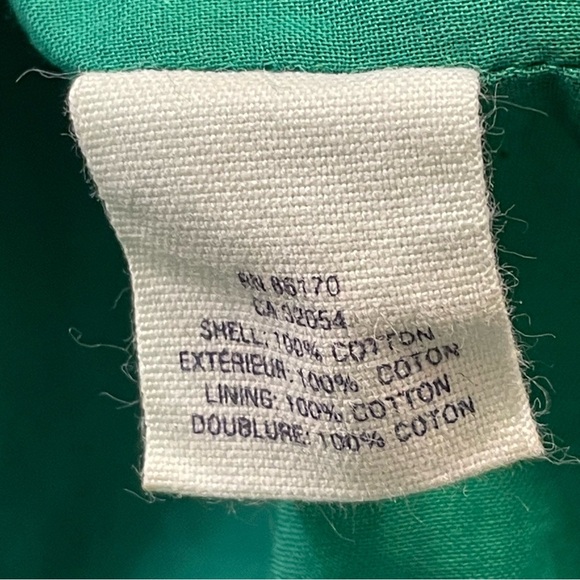 RN 86170
CA 32054
SHELL: 100% COTTON
EXTERIEUR: 100% COTON
LINING: 100% COTTON
DOUBLURE: 100% COTON